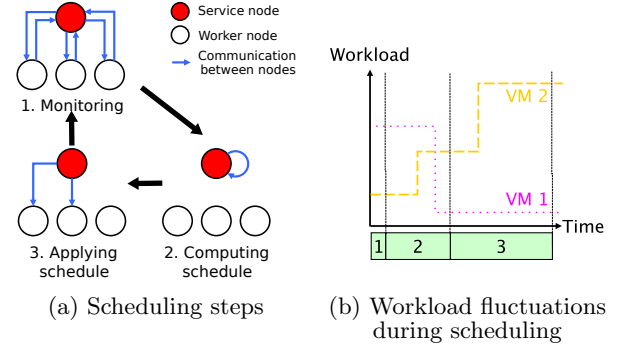 Service node
Worker node
Communication
between nodes
1. Monitoring
3. Applying
schedule
2. Computing
schedule
(a) Scheduling steps
Workload
VM 2
VM 1
Time
1
2
3
(b) Workload fluctuations
during scheduling